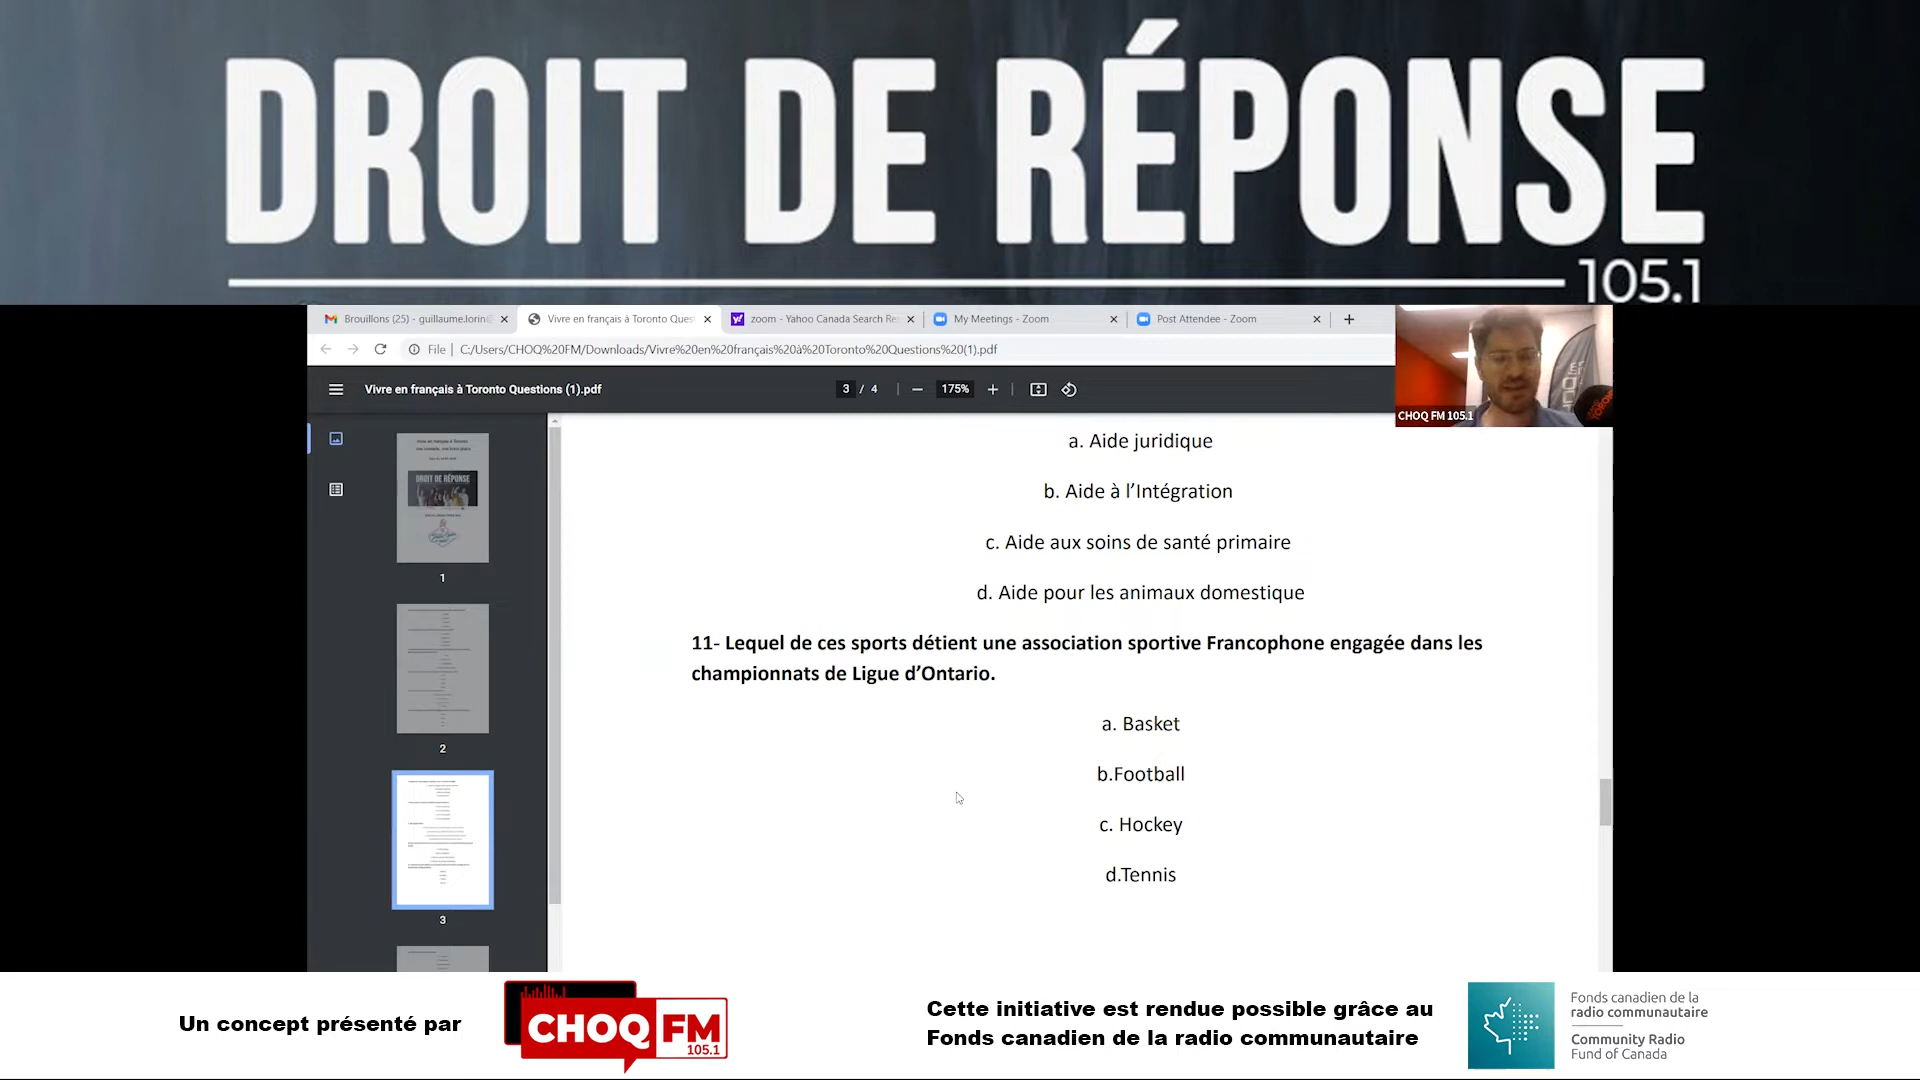 DROIT DE RÉPONSE
105.1
Brouillons (25) - guillaume.lorin@
Vivre en français à Toronto Ques
zoom - Yahoo Canada Search Re
My Meetings - Zoom
Post Attendee - Zoom
File
C:/Users/CHOQ%20FM/Downloads/Vivre%20en%20français%20à%20Toronto%20Questions%20(1).pdf
Vivre en français à Toronto Questions (1).pdf
3 / 4
175%
CHOQ FM 105.1
DROIT DE RÉPONSE
1
2
3
a. Aide juridique
b. Aide à l’Intégration
c. Aide aux soins de santé primaire
d. Aide pour les animaux domestique
11- Lequel de ces sports détient une association sportive Francophone engagée dans les
championnats de Ligue d’Ontario.
a. Basket
b.Football
c. Hockey
d.Tennis
Un concept présenté par
CHOQ FM
105.1
Cette initiative est rendue possible grâce au
Fonds canadien de la radio communautaire
Fonds canadien de la
radio communautaire
Community Radio
Fund of Canada